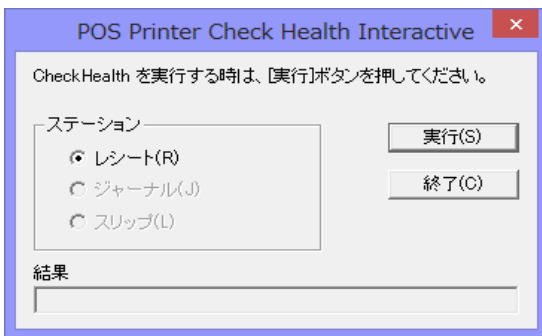 POS Printer Check Health Interactive
CheckHealth を実行する時は、[実行]ボタンを押してください。
ステーション
レシート(R)
ジャーナル(J)
スリップ(L)
実行(S)
終了(C)
結果